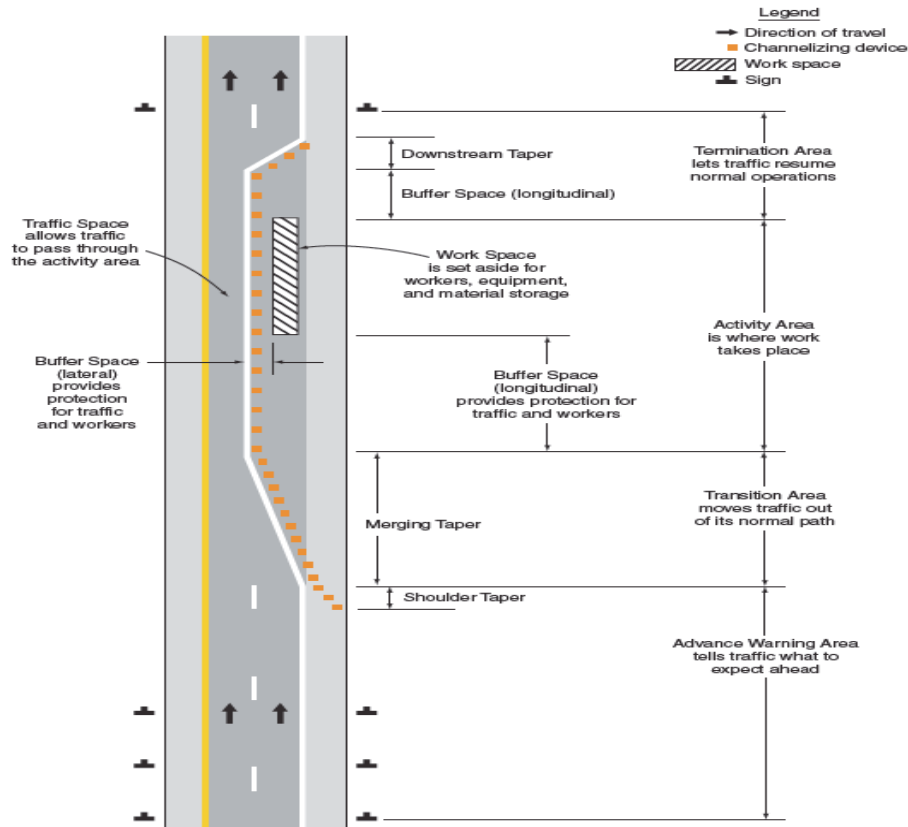 Legend
Direction of travel
Channelizing device
Work space
Sign
Downstream Taper
Termination Area
lets traffic resume
normal operations
Buffer Space (longitudinal)
Traffic Space
allows traffic
to pass through
the activity area
Work Space
is set aside for
workers, equipment,
and material storage
Activity Area
is where work
takes place
Buffer Space
(lateral)
provides
protection
for traffic
and workers
Buffer Space
(longitudinal)
provides protection for
traffic and workers
Transition Area
moves traffic out
of its normal path
Merging Taper
Shoulder Taper
Advance Warning Area
tells traffic what to
expect ahead